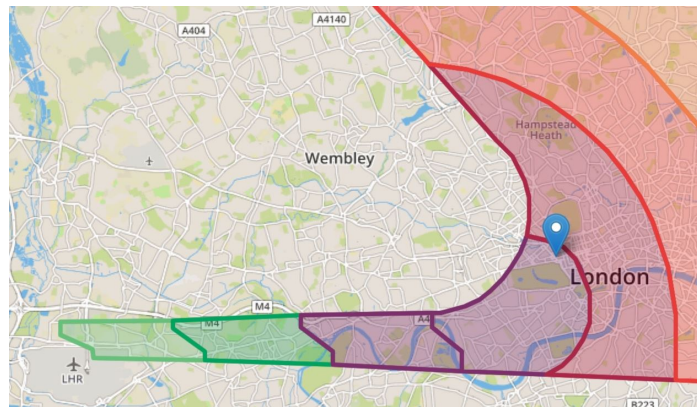 A4140
A404
Hampstead
Heath
Wembley
London
M4
M4
A4
LHR
B223